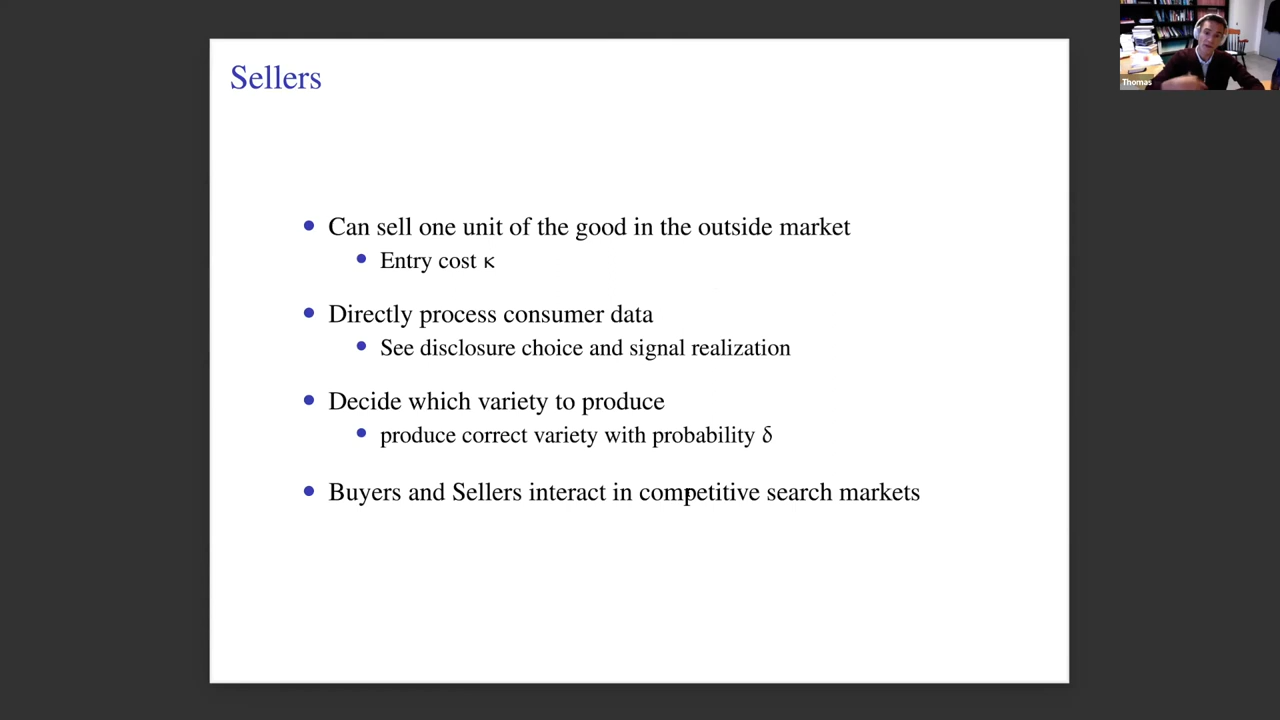 Sellers
Can sell one unit of the good in the outside market
Entry cost κ
Directly process consumer data
See disclosure choice and signal realization
Decide which variety to produce
produce correct variety with probability δ
Buyers and Sellers interact in competitive search markets
Thomas